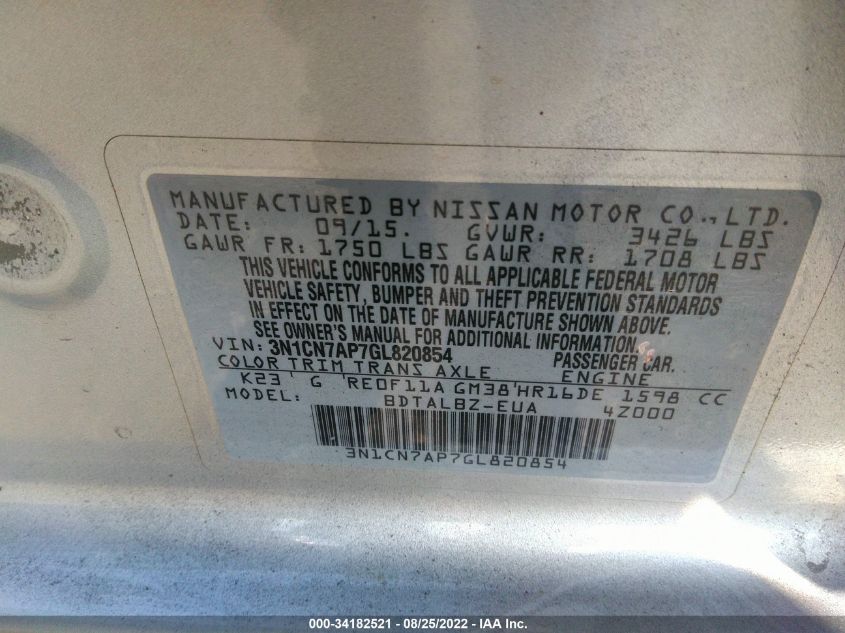 MANUFACTURED BY NISSAN MOTOR CO., LTD.
DATE: 09/15. GVWR: 3426 LBS
GAWR FR: 1750 LBS GAWR RR: 1708 LBS
THIS VEHICLE CONFORMS TO ALL APPLICABLE FEDERAL MOTOR
VEHICLE SAFETY, BUMPER AND THEFT PREVENTION STANDARDS
IN EFFECT ON THE DATE OF MANUFACTURE SHOWN ABOVE.
SEE OWNER'S MANUAL FOR ADDITIONAL INFORMATION.
VIN: 3N1CN7AP7GL820854 PASSENGER CAR.
COLOR TRIM TRANS AXLE ENGINE
K23 G RE0F11A GM38 HR16DE 1598 CC
MODEL: BDTALBZ-EUA 4Z000
3N1CN7AP7GL820854
000-34182521 - 08/25/2022 - IAA Inc.